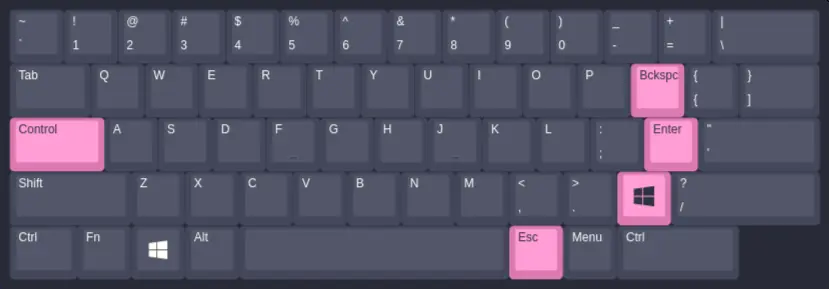 ~ ! @ # $ % ^ & * ( ) _ + |
` 1 2 3 4 5 6 7 8 9 0 - = \
Tab Q W E R T Y U I O P Bckspc { }
{ ]
Control A S D F G H J K L : Enter "
_ _ ; '
Shift Z X C V B N M < > ?
, . /
Ctrl Fn Alt Esc Menu Ctrl